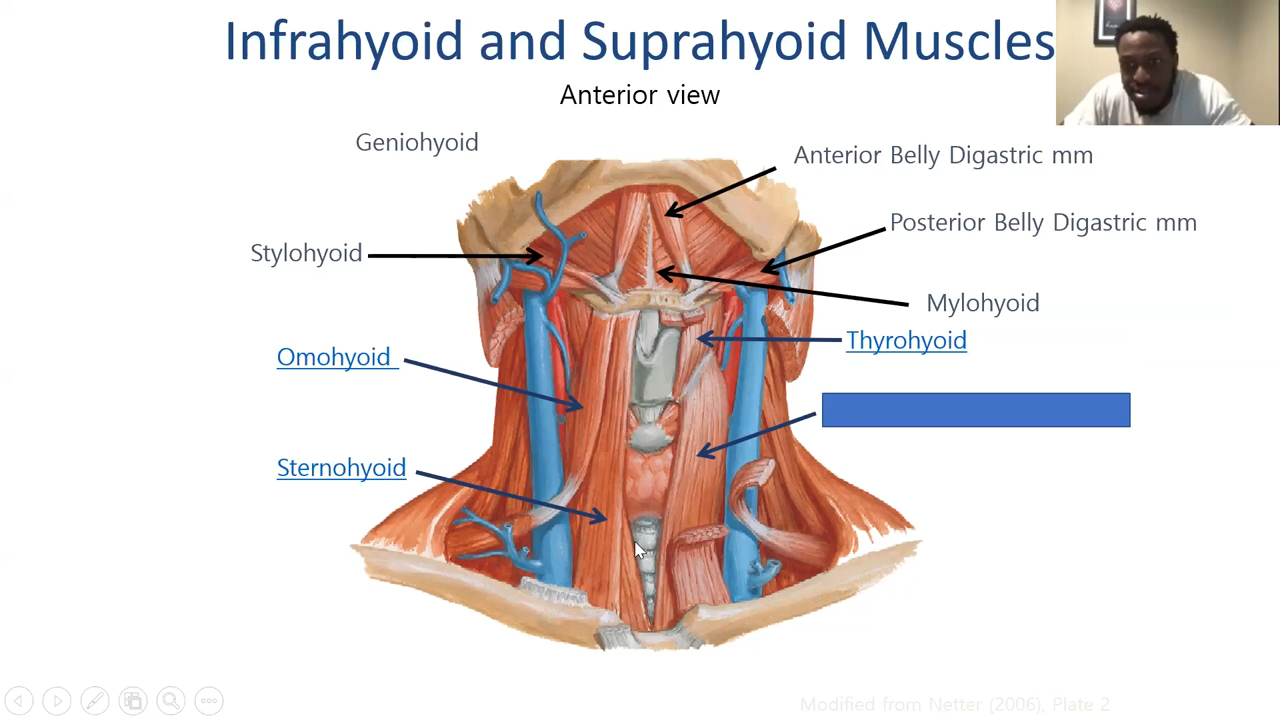 Infrahyoid and Suprahyoid Muscles
Anterior view
Geniohyoid
Anterior Belly Digastric mm
Posterior Belly Digastric mm
Stylohyoid
Mylohyoid
Thyrohyoid
Omohyoid
Sternohyoid
Modified from Netter (2006), Plate 2